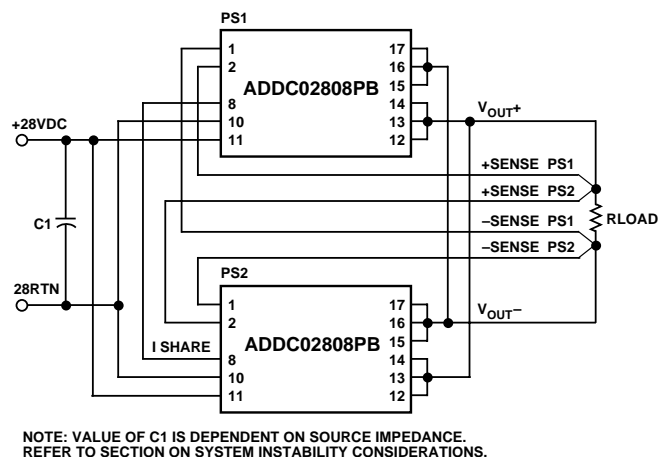 PS1
1
2
8
10
11
ADDC02808PB
17
16
15
14
13
12
+28VDC
C1
28RTN
VOUT+
+SENSE PS1
+SENSE PS2
–SENSE PS1
–SENSE PS2
RLOAD
PS2
1
2
8
10
11
I SHARE
ADDC02808PB
17
16
15
14
13
12
VOUT–
NOTE: VALUE OF C1 IS DEPENDENT ON SOURCE IMPEDANCE.
REFER TO SECTION ON SYSTEM INSTABILITY CONSIDERATIONS.